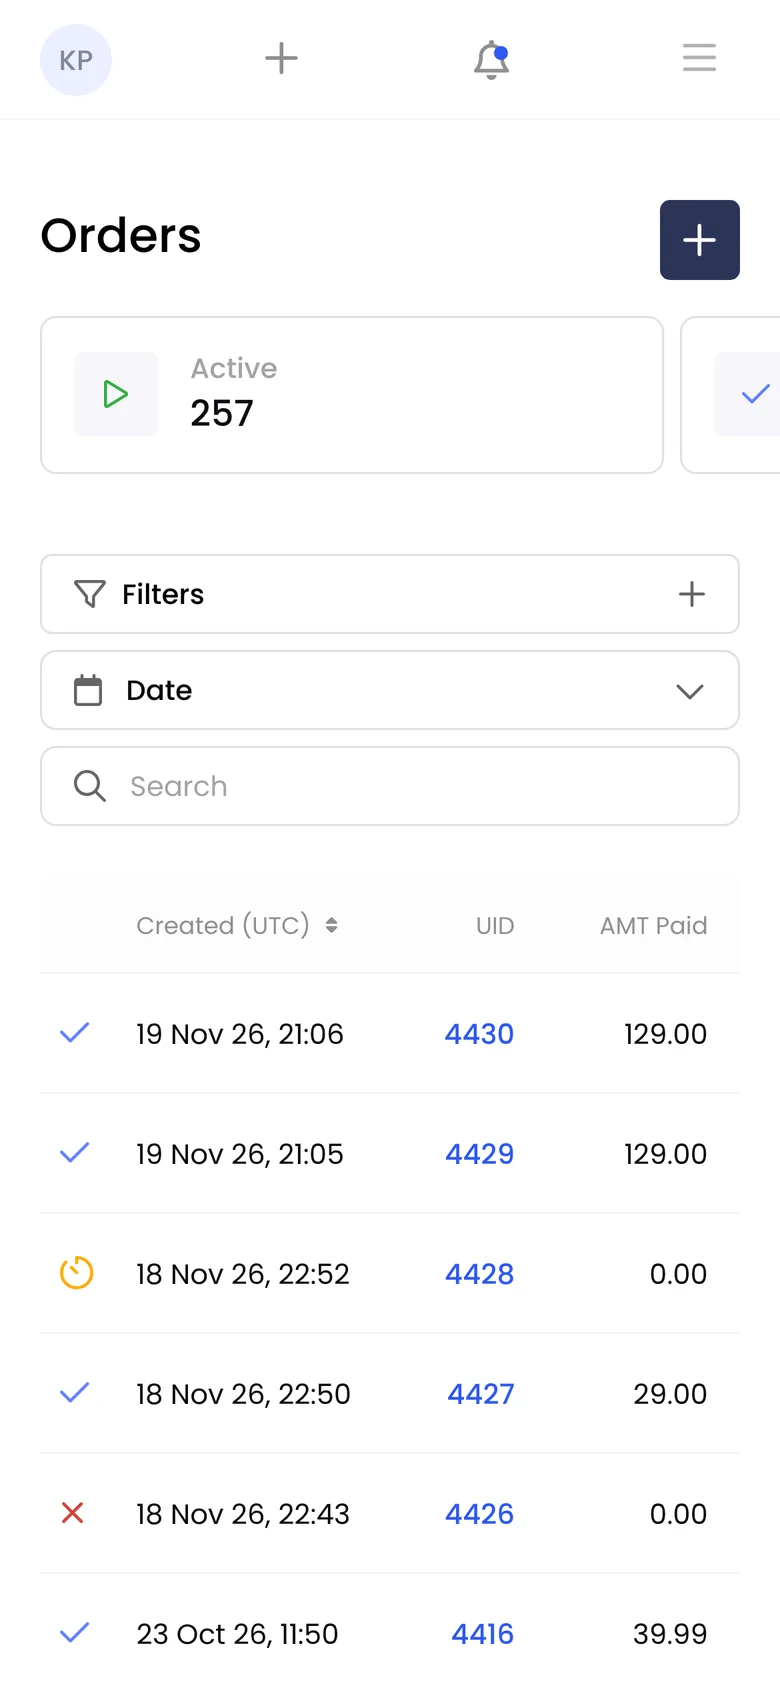 KP
Orders
Active
257
Filters
Date
Search
Created (UTC) UID AMT Paid
19 Nov 26, 21:06 4430 129.00
19 Nov 26, 21:05 4429 129.00
18 Nov 26, 22:52 4428 0.00
18 Nov 26, 22:50 4427 29.00
18 Nov 26, 22:43 4426 0.00
23 Oct 26, 11:50 4416 39.99